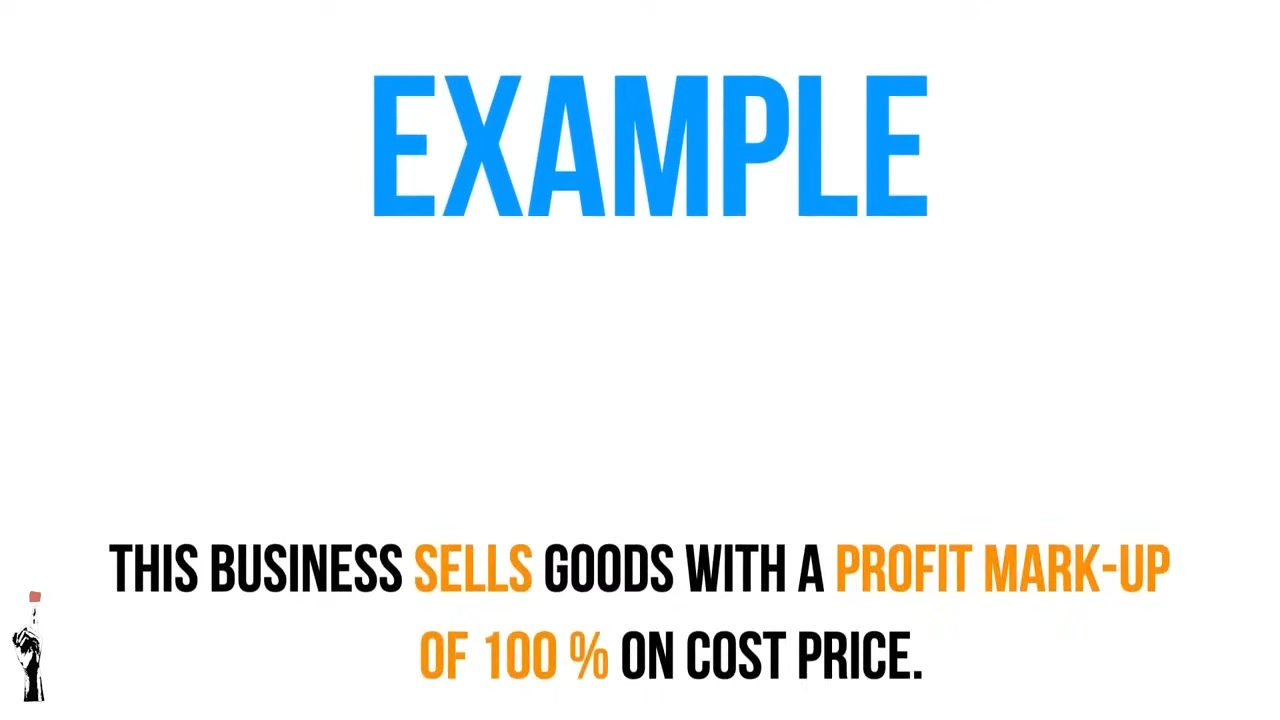 EXAMPLE
THIS BUSINESS SELLS GOODS WITH A PROFIT MARK-UP
OF 100 % ON COST PRICE.